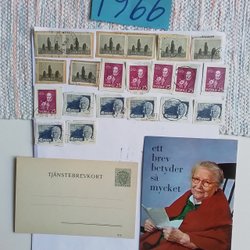 1966
TJÄNSTEBREVKORT
ett
brev
betyder
så
mycket